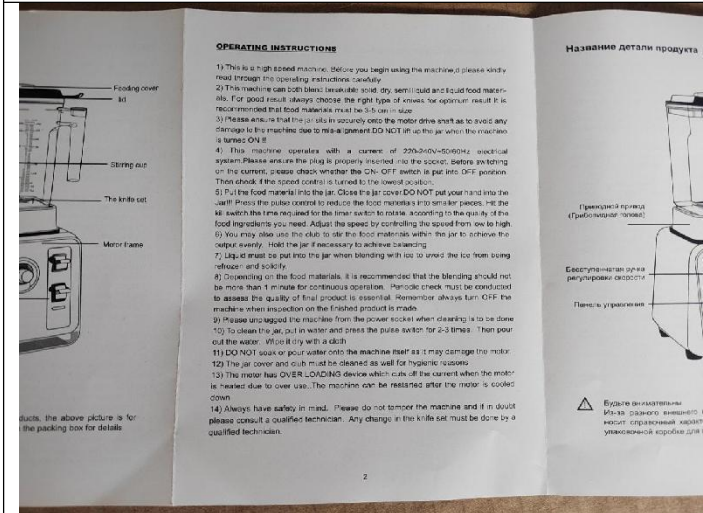 Feeding cover
lid
Stirring cup
The knife set
Motor frame
ducts, the above picture is for
the packing box for details
OPERATING INSTRUCTIONS
1) This is a high speed machine. Before you begin using the machine,d please kindly
read through the operating instructions carefully
2) This machine can both blend breakable solid, dry, semi liquid and liquid food materi-
als. For good result always choose the right type of knives for optimum result It is
recommended that food materials must be 3-5 cm in size
3) Please ensure that the jar sits in securely onto the motor drive shaft as to avoid any
damage to the machine due to mis-alignment.DO NOT lift up the jar when the machine
is turned ON !!!
4) This machine operates with a current of 220-240V~50/60Hz electrical
system.Please ensure the plug is properly inserted into the socket. Before switching
on the current, please check whether the ON- OFF switch is put into OFF position.
Then check if the speed control is turned to the lowest position.
5) Put the food material into the jar. Close the jar cover.DO NOT put your hand into the
Jar!!! Press the pulse control to reduce the food materials into smaller pieces. Hit the
kili switch the time required for the timer switch to rotate, according to the quality of the
food ingredients you need. Adjust the speed by controlling the speed from low to high.
6) You may also use the club to stir the food materials within the jar to achieve the
output evenly. Hold the jar if necessary to achieve balancing
7) Liquid must be put into the jar when blending with ice to avoid the ice from being
refrozen and solidify
8) Depending on the food materials, it is recommended that the blending should not
be more than 1 minute for continuous operation. Periodic check must be conducted
to assess the quality of final product is essential. Remember always turn OFF the
machine when inspection on the finished product is made
9) Please unplugged the machine from the power socket when cleaning is to be done
10) To clean the jar, put in water and press the pulse switch for 2-3 times. Then pour
out the water. Wipe it dry with a cloth
11) DO NOT soak or pour water onto the machine itself as it may damage the motor
12) The jar cover and club must be cleaned as well for hygienic reasons
13) The motor has OVER LOADING device which cuts off the current when the motor
is heated due to over use..The machine can be restarted after the motor is cooled
down
14) Always have safety in mind. Please do not tamper the machine and if in doubt
please consult a qualified technician. Any change in the knife set must be done by a
qualified technician.
2
Название детали продукта
Приводной привод
(Грибовидная голова)
Бесступенчатая ручка
регулировки скорости
Панель управления
Будьте внимательны
Из-за разного внешнего
носит справочный характ
упаковочной коробке для